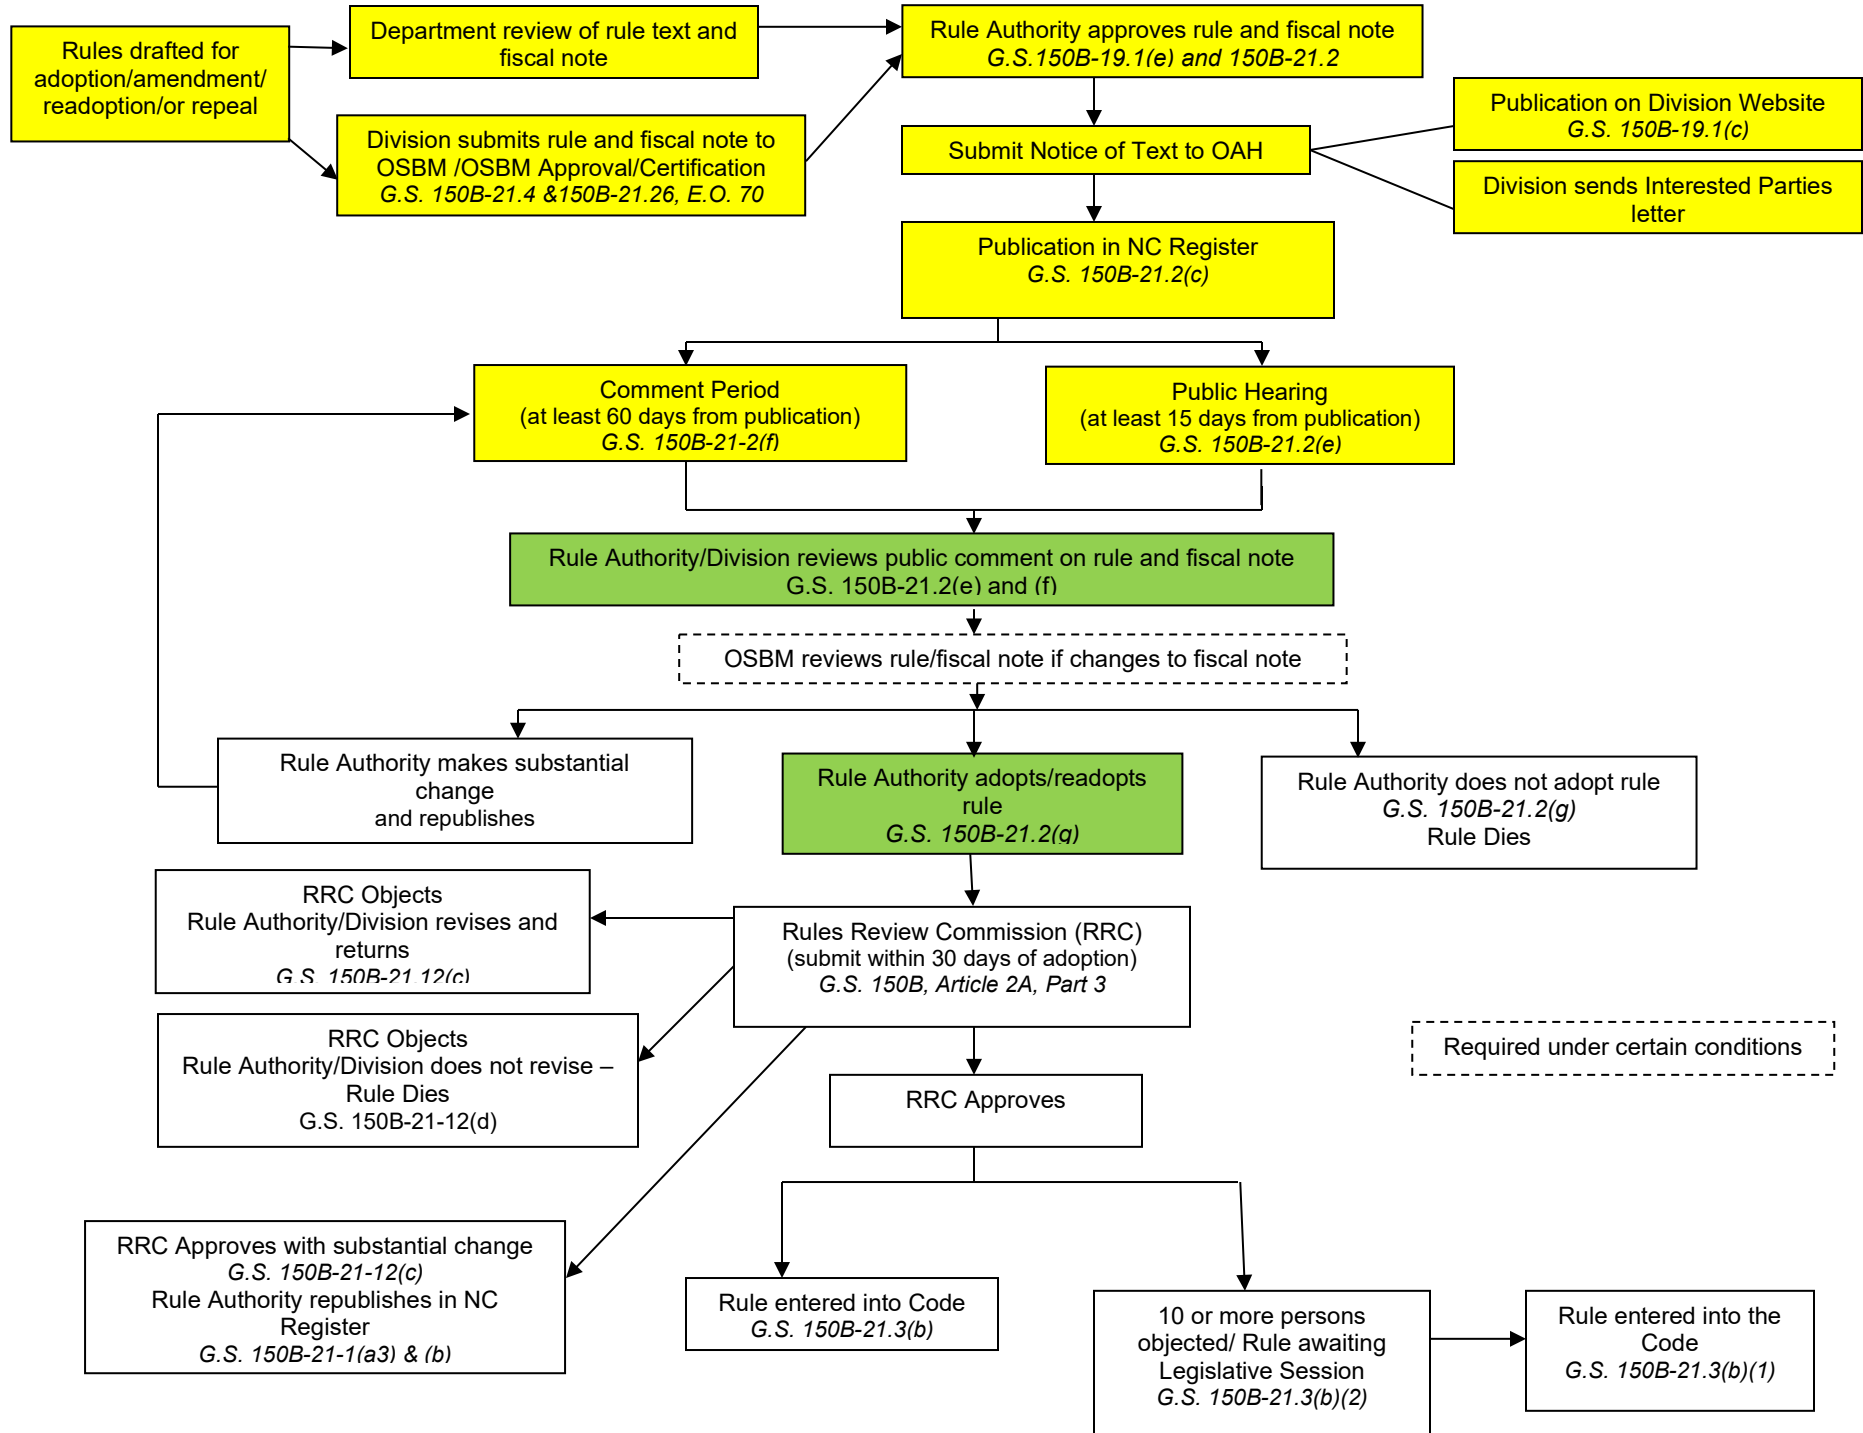 Rules drafted for
adoption/amendment/
readoption/or repeal
Department review of rule text and
fiscal note
Rule Authority approves rule and fiscal note
G.S.150B-19.1(e) and 150B-21.2
Division submits rule and fiscal note to
OSBM /OSBM Approval/Certification
G.S. 150B-21.4 &150B-21.26, E.O. 70
Submit Notice of Text to OAH
Publication on Division Website
G.S. 150B-19.1(c)
Division sends Interested Parties
letter
Publication in NC Register
G.S. 150B-21.2(c)
Comment Period
(at least 60 days from publication)
G.S. 150B-21-2(f)
Public Hearing
(at least 15 days from publication)
G.S. 150B-21.2(e)
Rule Authority/Division reviews public comment on rule and fiscal note
G.S. 150B-21.2(e) and (f)
OSBM reviews rule/fiscal note if changes to fiscal note
Rule Authority makes substantial
change
and republishes
Rule Authority adopts/readopts
rule
G.S. 150B-21.2(g)
Rule Authority does not adopt rule
G.S. 150B-21.2(g)
Rule Dies
RRC Objects
Rule Authority/Division revises and
returns
G.S. 150B-21.12(c)
Rules Review Commission (RRC)
(submit within 30 days of adoption)
G.S. 150B, Article 2A, Part 3
RRC Objects
Rule Authority/Division does not revise –
Rule Dies
G.S. 150B-21-12(d)
Required under certain conditions
RRC Approves
RRC Approves with substantial change
G.S. 150B-21-12(c)
Rule Authority republishes in NC
Register
G.S. 150B-21-1(a3) & (b)
Rule entered into Code
G.S. 150B-21.3(b)
10 or more persons
objected/ Rule awaiting
Legislative Session
G.S. 150B-21.3(b)(2)
Rule entered into the
Code
G.S. 150B-21.3(b)(1)